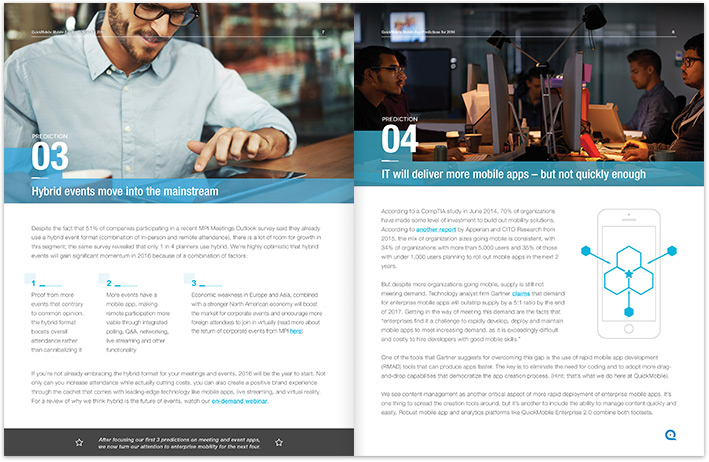 QuickMobile Mobile
7
PREDICTION
03
Hybrid events move into the mainstream
Despite the fact that 51% of companies participating in a recent MPI Meetings Outlook survey said they already
use a hybrid event format (combination of in-person and remote attendance), there is a lot of room for growth in
this segment; the same survey revealed that only 1 in 4 planners use hybrid. We're highly optimistic that hybrid
events will gain significant momentum in 2016 because of a combination of factors:
1
Proof from more
events that contrary
to common opinion,
the hybrid format
boosts overall
attendance rather
than cannibalizing it
2
More events have a
mobile app, making
remote participation more
viable through integrated
polling, Q&A, networking,
live streaming and other
functionality
3
Economic weakness in Europe and Asia, combined
with a stronger North American economy will boost
the market for corporate events and encourage more
foreign attendees to join in virtually (read more about
the return of corporate events from MPI here)
If you're not already embracing the hybrid format for your meetings and events, 2016 will be the year to start. Not
only can you increase attendance while actually cutting costs, you can also create a positive brand experience
through the cachet that comes with leading-edge technology like mobile apps, live streaming, and virtual reality.
For a review of why we think hybrid is the future of events, watch our on-demand webinar.
After focusing our first 3 predictions on meeting and event apps,
we now turn our attention to enterprise mobility for the next four.
QuickMobile Mobile App Predictions for 2016
8
PREDICTION
04
IT will deliver more mobile apps – but not quickly enough
According to a CompTIA study in June 2014, 70% of organizations
have made some level of investment to build out mobility solutions.
According to another report by Apperian and CITO Research from
2015, the mix of organization sizes going mobile is consistent, with
34% of organizations with more than 5,000 users and 35% of those
with under 1,000 users planning to roll out mobile apps in the next 2
years.
But despite more organizations going mobile, supply is still not
meeting demand. Technology analyst firm Gartner claims that demand
for enterprise mobile apps will outstrip supply by a 5:1 ratio by the end
of 2017. Getting in the way of meeting this demand are the facts that
"enterprises find it a challenge to rapidly develop, deploy and maintain
mobile apps to meet increasing demand, as it is exceedingly difficult
and costly to hire developers with good mobile skills."
One of the tools that Gartner suggests for overcoming this gap is the use of rapid mobile app development
(RMAD) tools that can produce apps faster. The key is to eliminate the need for coding and to adopt more drag-
and-drop capabilities that democratize the app creation process. (Hint: that's what we do here at QuickMobile).
We see content management as another critical aspect of more rapid deployment of enterprise mobile apps. It's
one thing to spread the creation tools around, but it's another to include the ability to manage content quickly and
easily. Robust mobile app and analytics platforms like QuickMobile Enterprise 2.0 combine both toolsets.